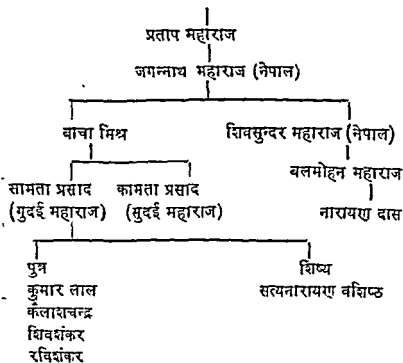 प्रताप महाराज
जगन्नाथ महाराज (नेपाल)
बाचा मिश्र शिवसुन्दर महाराज (नेपाल)
बलमोहन महाराज
सामता प्रसाद कामता प्रसाद
(गुदई महाराज) (सुदई महाराज) नारायण दास
पुत्र शिष्य
कुमार लाल सत्यनारायण वशिष्ठ
कैलाशचन्द्र
शिवशंकर
रविशंकर